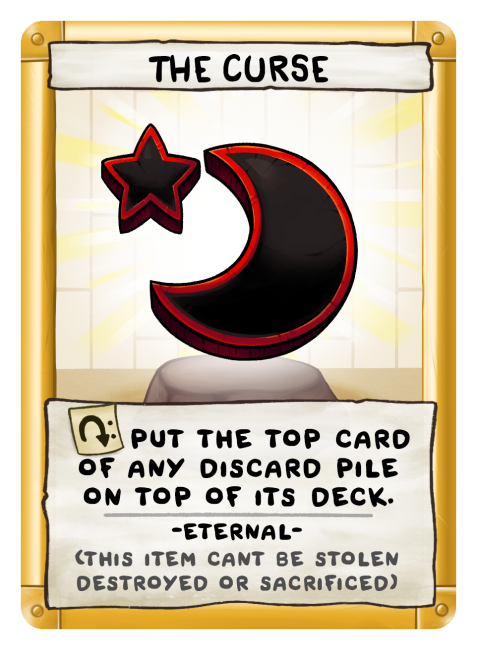 THE CURSE
PUT THE TOP CARD
OF ANY DISCARD PILE
ON TOP OF ITS DECK.
-ETERNAL-
(THIS ITEM CANT BE STOLEN
DESTROYED OR SACRIFICED)